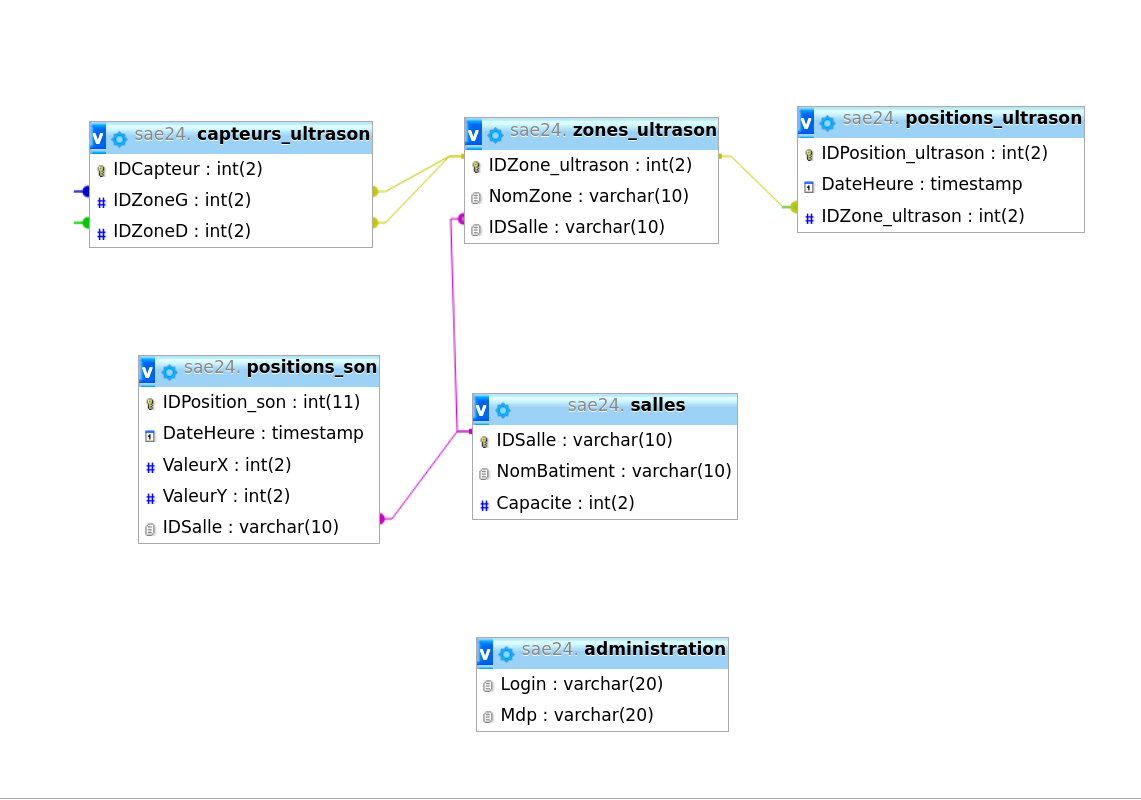 v sae24. capteurs_ultrason
IDCapteur : int(2)
# IDZoneG : int(2)
# IDZoneD : int(2)
v sae24. zones_ultrason
IDZone_ultrason : int(2)
NomZone : varchar(10)
IDSalle : varchar(10)
v sae24. positions_ultrason
IDPosition_ultrason : int(2)
DateHeure : timestamp
# IDZone_ultrason : int(2)
v sae24. positions_son
IDPosition_son : int(11)
DateHeure : timestamp
# ValeurX : int(2)
# ValeurY : int(2)
IDSalle : varchar(10)
v sae24. salles
IDSalle : varchar(10)
NomBatiment : varchar(10)
# Capacite : int(2)
v sae24. administration
Login : varchar(20)
Mdp : varchar(20)